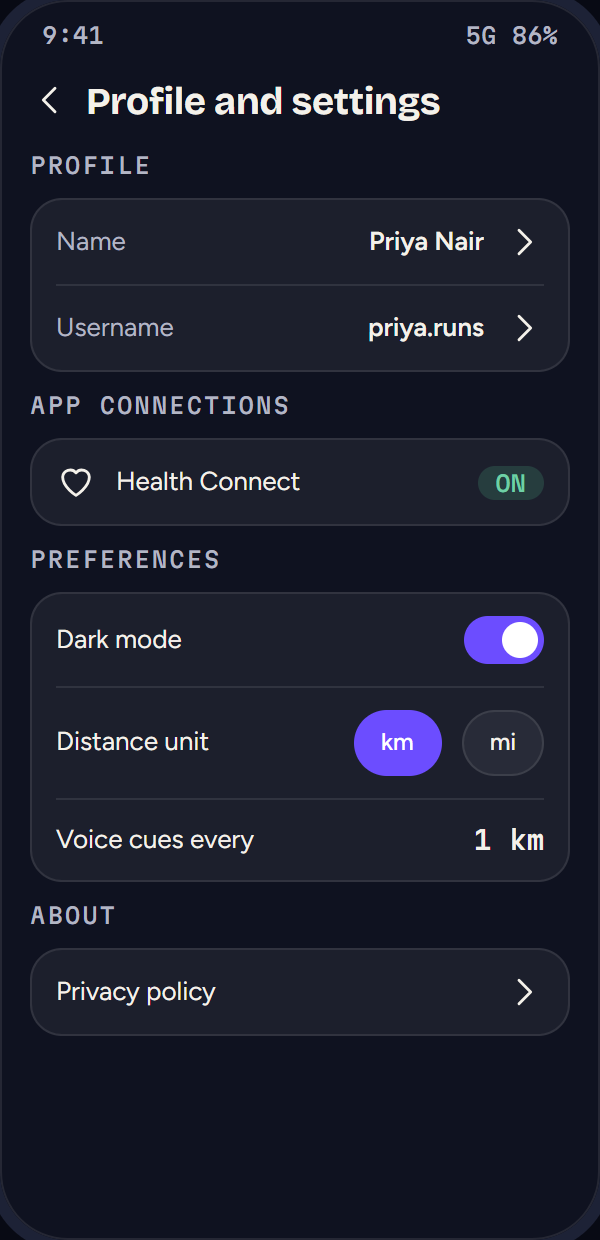 9:41 5G 86%
Profile and settings
PROFILE
Name Priya Nair
Username priya.runs
APP CONNECTIONS
Health Connect ON
PREFERENCES
Dark mode
Distance unit km mi
Voice cues every 1 km
ABOUT
Privacy policy